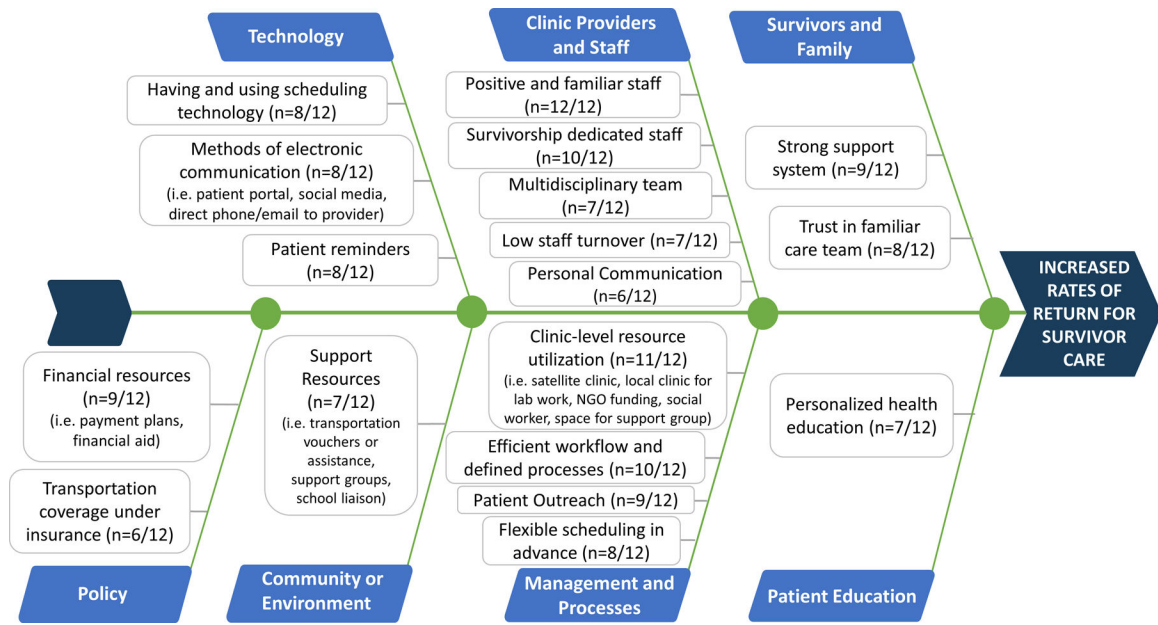 Technology
Having and using scheduling
technology (n=8/12)
Methods of electronic
communication (n=8/12)
(i.e. patient portal, social media,
direct phone/email to provider)
Patient reminders
(n=8/12)
Clinic Providers
and Staff
Positive and familiar staff
(n=12/12)
Survivorship dedicated staff
(n=10/12)
Multidisciplinary team
(n=7/12)
Low staff turnover (n=7/12)
Personal Communication
(n=6/12)
Survivors and
Family
Strong support
system (n=9/12)
Trust in familiar
care team (n=8/12)
INCREASED
RATES OF
RETURN FOR
SURVIVOR
CARE
Financial resources
(n=9/12)
(i.e. payment plans,
financial aid)
Transportation
coverage under
insurance (n=6/12)
Policy
Support
Resources
(n=7/12)
(i.e. transportation
vouchers or
assistance,
support groups,
school liaison)
Community or
Environment
Clinic-level resource
utilization (n=11/12)
(i.e. satellite clinic, local clinic for
lab work, NGO funding, social
worker, space for support group)
Efficient workflow and
defined processes (n=10/12)
Patient Outreach (n=9/12)
Flexible scheduling in
advance (n=8/12)
Management and
Processes
Personalized health
education (n=7/12)
Patient Education